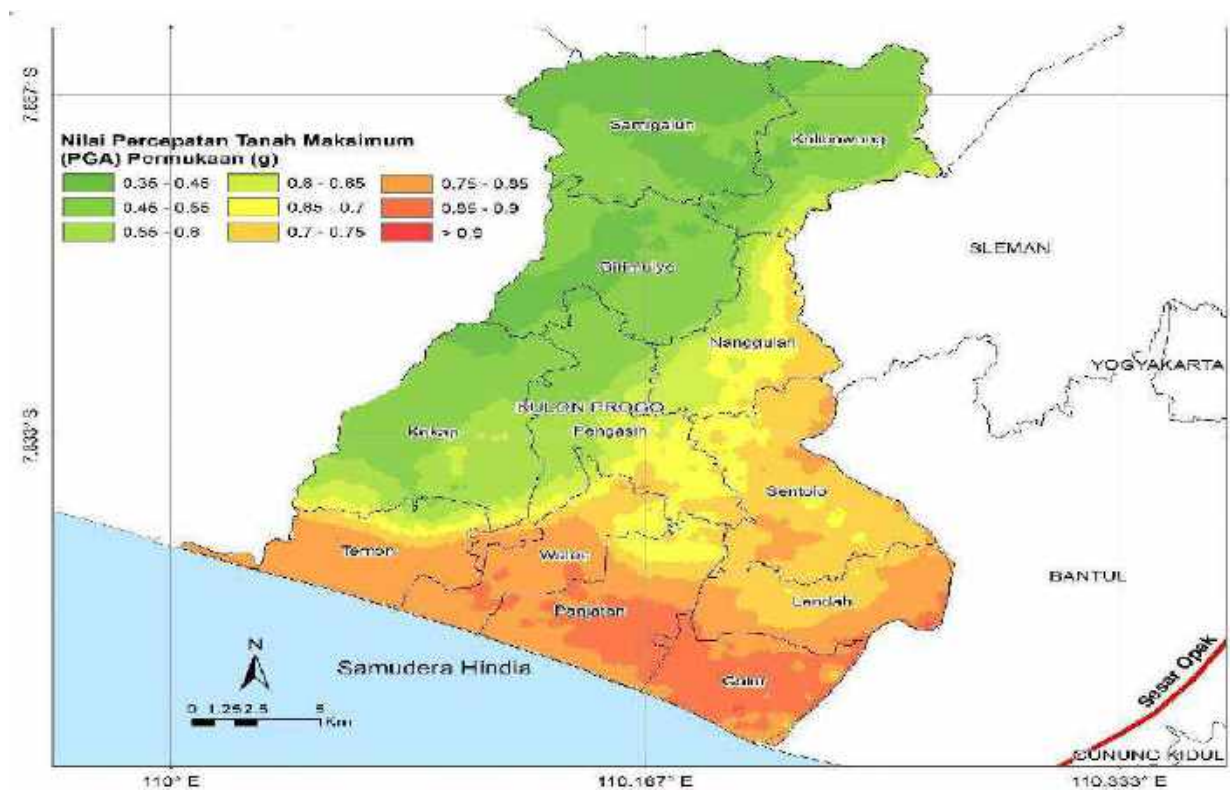 7.667° S
Nilai Percepatan Tanah Maksimum
(PGA) Permukaan (g)
0.35 - 0.45
0.45 - 0.55
0.55 - 0.6
0.6 - 0.65
0.65 - 0.7
0.7 - 0.75
0.75 - 0.85
0.85 - 0.9
> 0.9
Samigaluh
Kalibawang
SLEMAN
Girimulyo
Nanggulan
YOGYAKARTA
KULON PROGO
Kokap
Pengasih
7.833° S
Sentolo
Temon
Wates
BANTUL
Lendah
Panjatan
N
Samudera Hindia
Galur
Sesar Opak
0 1.25 2.5 5
Km
GUNUNG KIDUL
110° E
110.167° E
110.333° E